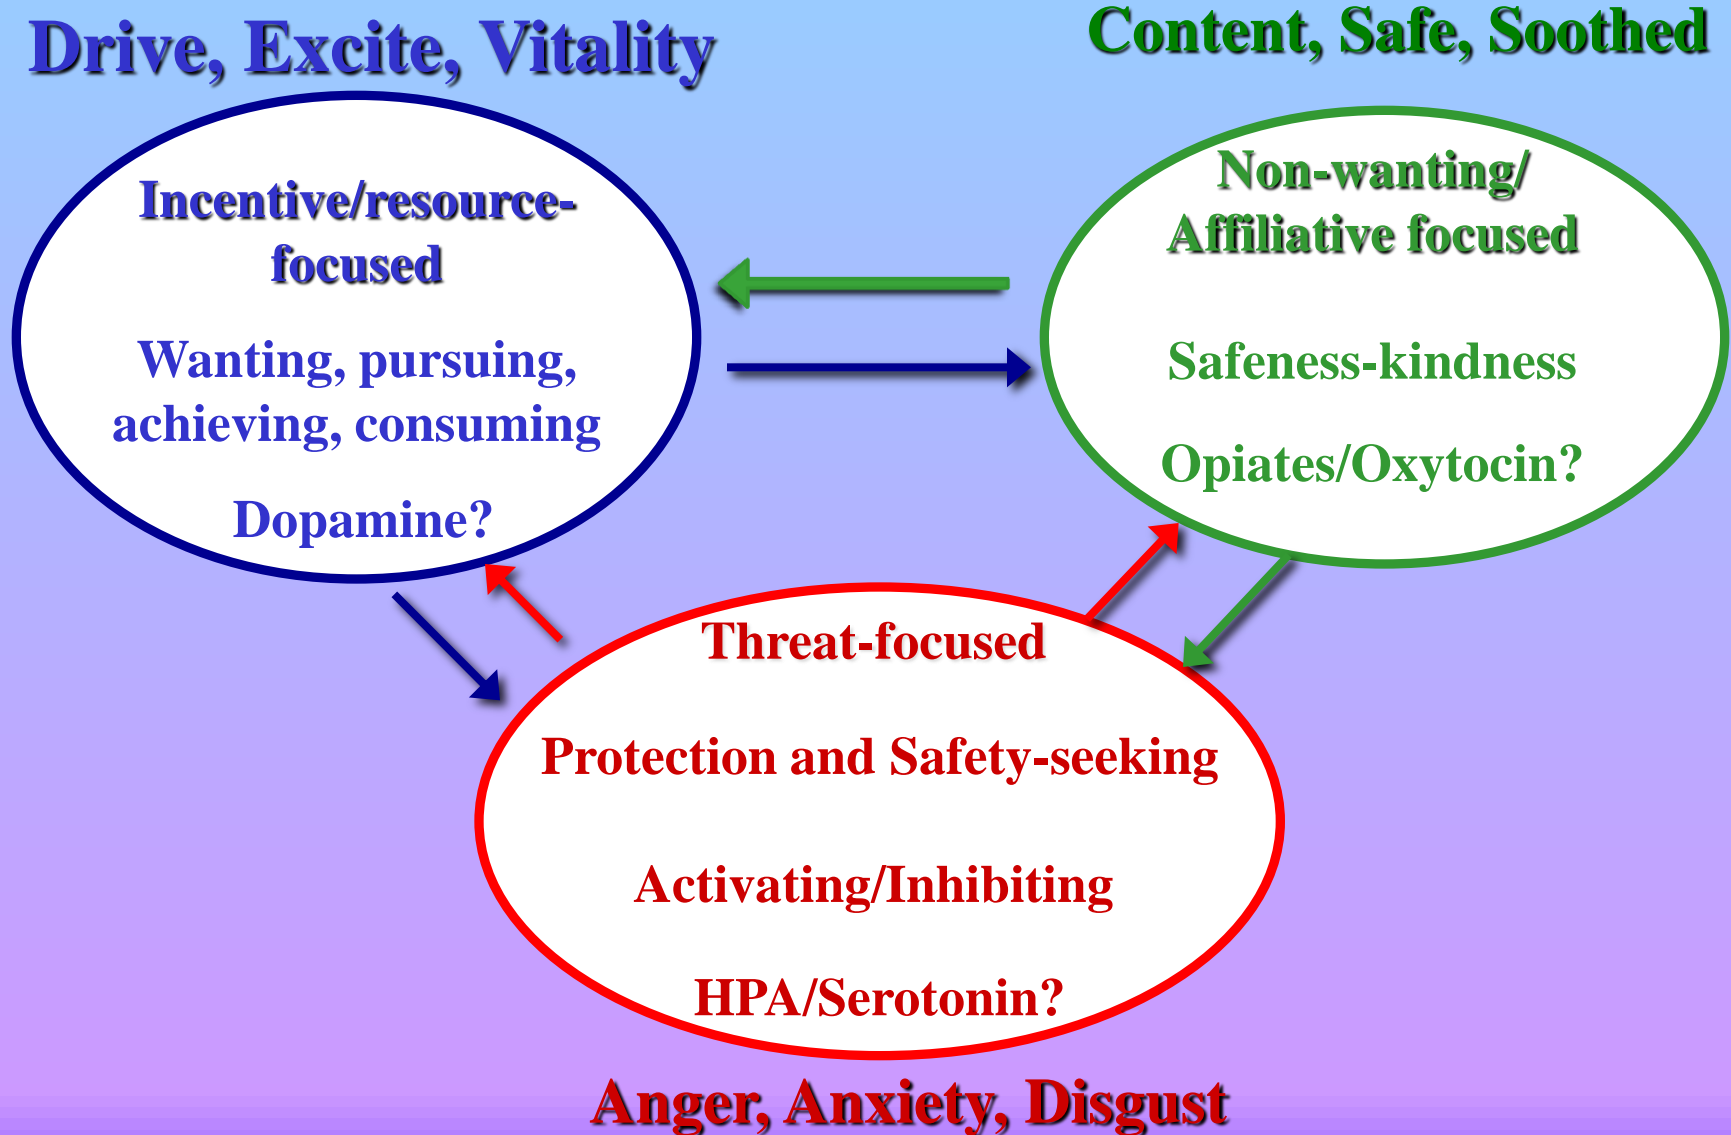 Drive, Excite, Vitality
Content, Safe, Soothed
Incentive/resource-
focused
Wanting, pursuing,
achieving, consuming
Dopamine?
Non-wanting/
Affiliative focused
Safeness-kindness
Opiates/Oxytocin?
Threat-focused
Protection and Safety-seeking
Activating/Inhibiting
HPA/Serotonin?
Anger, Anxiety, Disgust